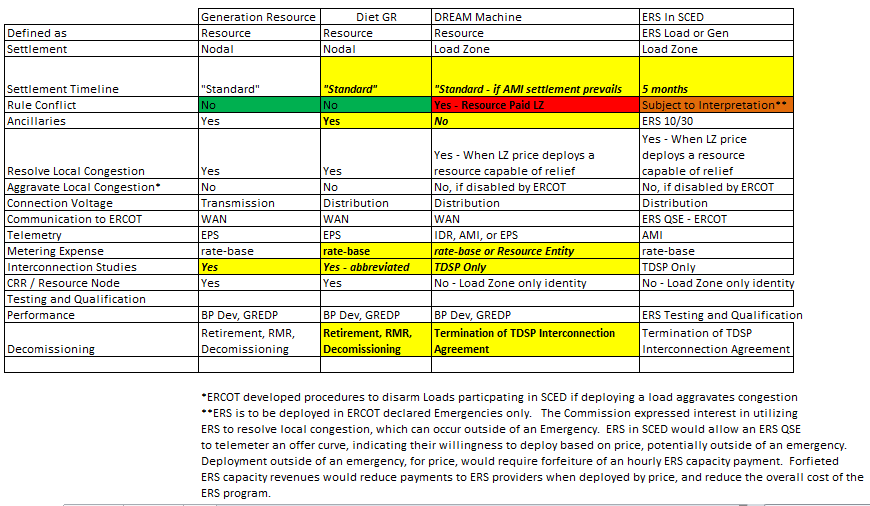 Generation Resource Diet GR DREAM Machine ERS In SCED
Defined as Resource Resource Resource ERS Load or Gen
Settlement Nodal Nodal Load Zone Load Zone
Settlement Timeline "Standard" "Standard" "Standard - if AMI settlement prevails 5 months
Rule Conflict No No Yes - Resource Paid LZ Subject to Interpretation**
Ancillaries Yes Yes No ERS 10/30
Resolve Local Congestion Yes Yes Yes - When LZ price deploys a resource capable of relief Yes - When LZ price deploys a resource capable of relief
Aggravate Local Congestion* No No No, if disabled by ERCOT No, if disabled by ERCOT
Connection Voltage Transmission Distribution Distribution Distribution
Communication to ERCOT WAN WAN WAN ERS QSE - ERCOT
Telemetry EPS EPS IDR, AMI, or EPS AMI
Metering Expense rate-base rate-base rate-base or Resource Entity rate-base
Interconnection Studies Yes Yes - abbreviated TDSP Only TDSP Only
CRR / Resource Node Yes Yes No - Load Zone only identity No - Load Zone only identity
Testing and Qualification
Performance BP Dev, GREDP BP Dev, GREDP BP Dev, GREDP ERS Testing and Qualification
Decomissioning Retirement, RMR, Decomissioning Retirement, RMR, Decomissioning Termination of TDSP Interconnection Agreement Termination of TDSP Interconnection Agreement
*ERCOT developed procedures to disarm Loads particpating in SCED if deploying a load aggravates congestion
**ERS is to be deployed in ERCOT declared Emergencies only. The Commission expressed interest in utilizing
ERS to resolve local congestion, which can occur outside of an Emergency. ERS in SCED would allow an ERS QSE
to telemeter an offer curve, indicating their willingness to deploy based on price, potentially outside of an emergency.
Deployment outside of an emergency, for price, would require forfeiture of an hourly ERS capacity payment. Forfieted
ERS capacity revenues would reduce payments to ERS providers when deployed by price, and reduce the overall cost of the
ERS program.